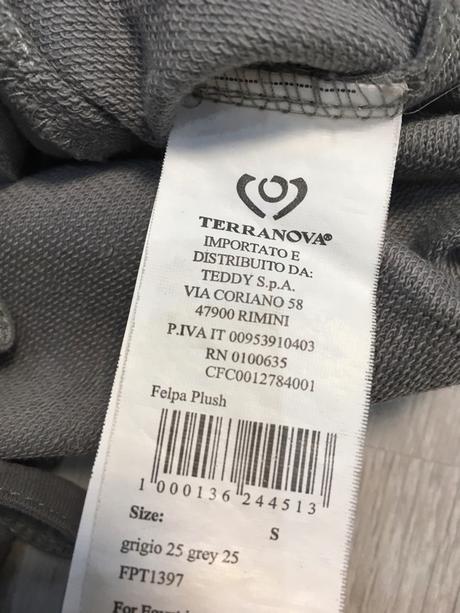 TERRANOVA®
IMPORTATO E
DISTRIBUITO DA:
TEDDY S.p.A.
VIA CORIANO 58
47900 RIMINI
P.IVA IT 00953910403
RN 0100635
CFC0012784001
Felpa Plush
1 000136 244513
Size:
S
grigio 25 grey 25
FPT1397
For